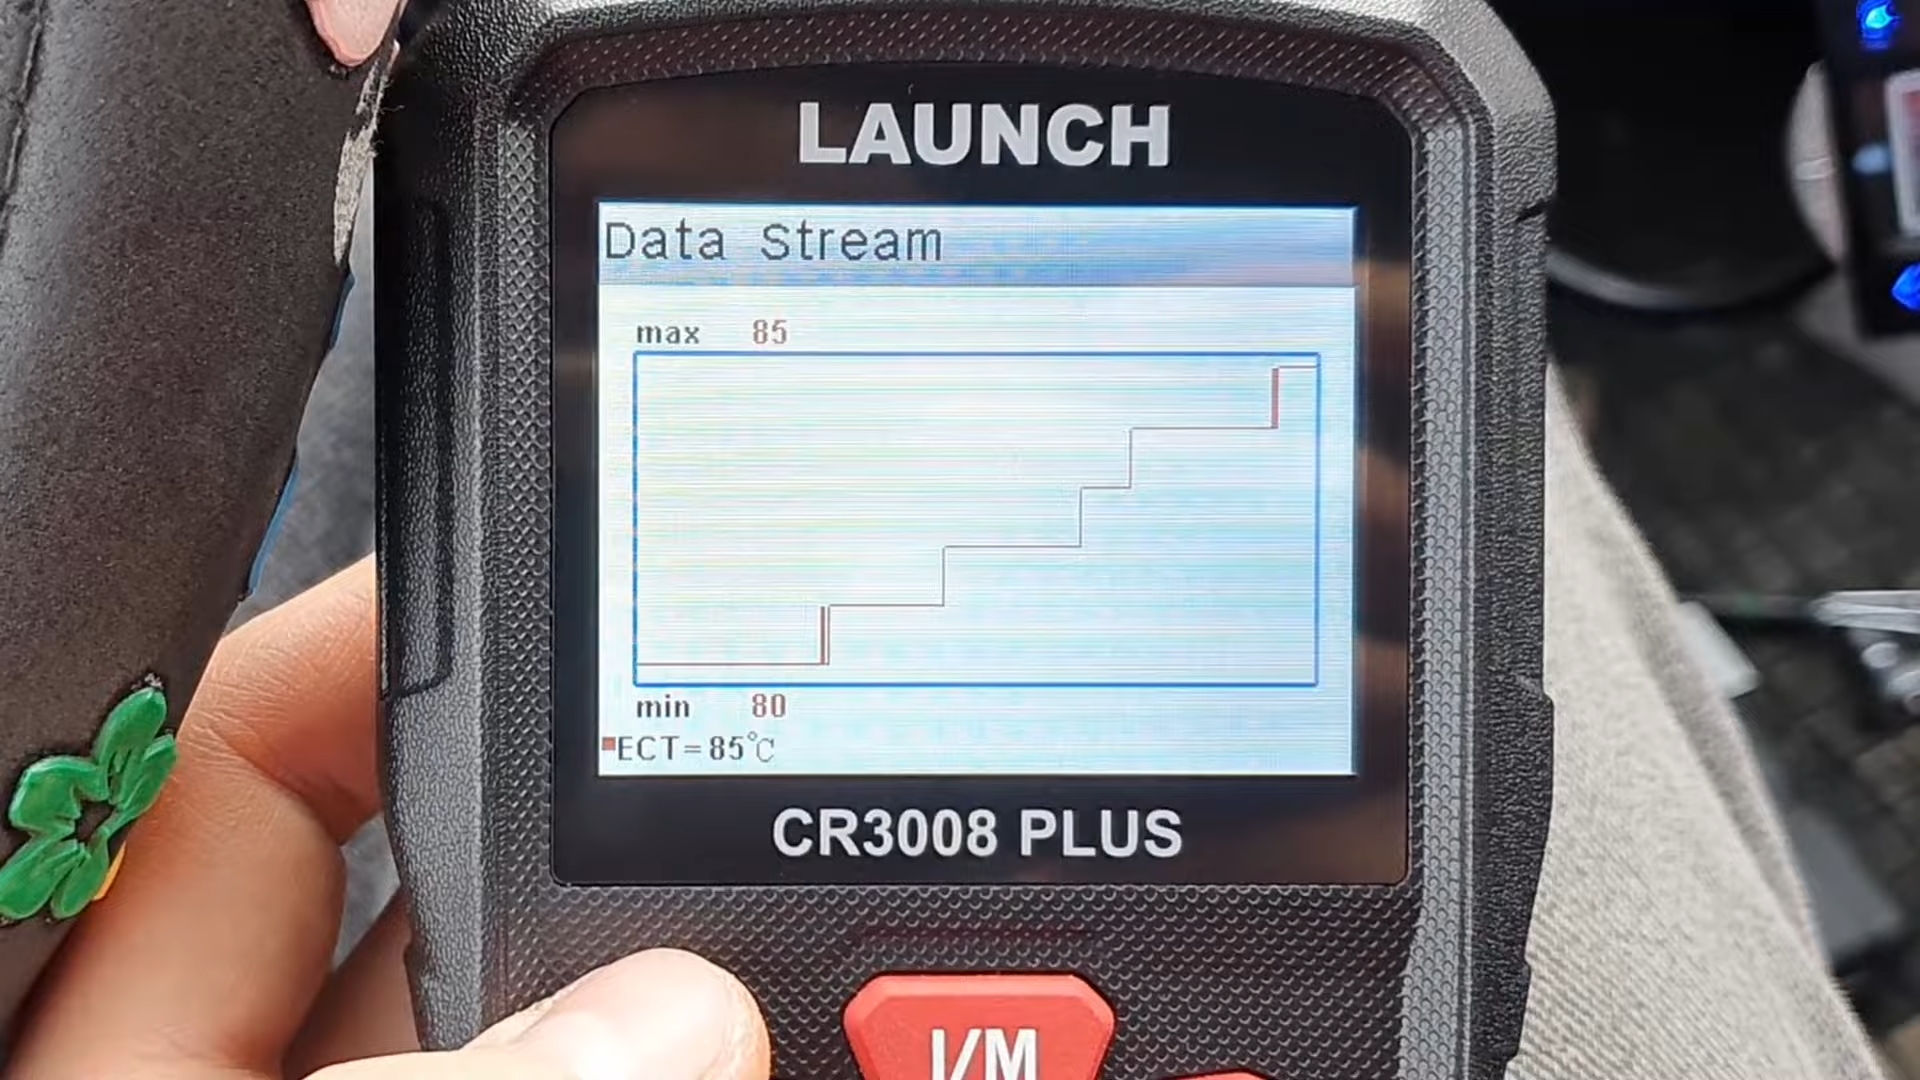 LAUNCH
Data Stream
max 85
min 80
ECT=85℃
CR3008 PLUS
I/M